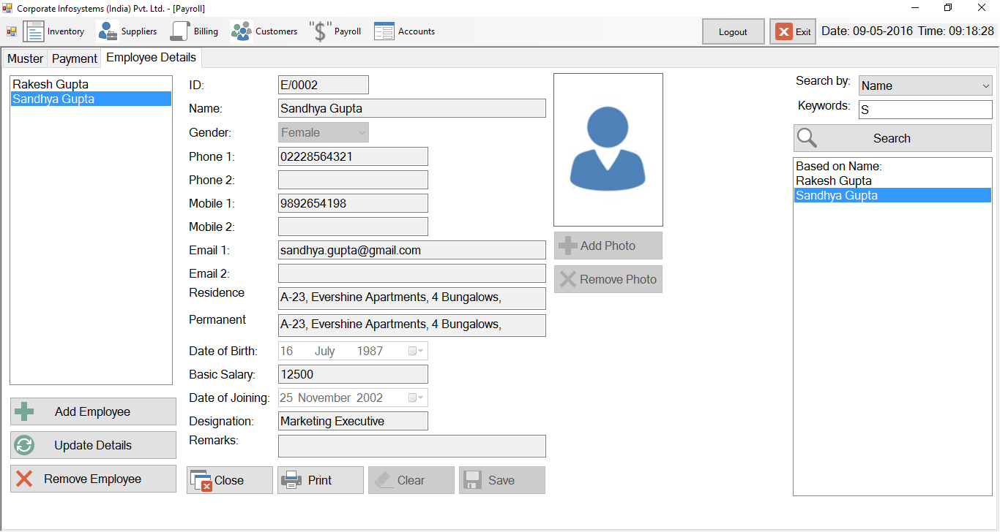 Corporate Infosystems (India) Pvt. Ltd. - [Payroll]
Inventory Suppliers Billing Customers "$" Payroll Accounts Logout Exit Date: 09-05-2016 Time: 09:18:28
Muster Payment Employee Details
Rakesh Gupta
Sandhya Gupta
Add Employee
Update Details
Remove Employee
ID: E/0002
Name: Sandhya Gupta
Gender: Female
Phone 1: 02228564321
Phone 2:
Mobile 1: 9892654198
Mobile 2:
Email 1: sandhya.gupta@gmail.com
Email 2:
Residence A-23, Evershine Apartments, 4 Bungalows,
Permanent A-23, Evershine Apartments, 4 Bungalows,
Date of Birth: 16 July 1987
Basic Salary: 12500
Date of Joining: 25 November 2002
Designation: Marketing Executive
Remarks:
Close Print Clear Save
Add Photo
Remove Photo
Search by: Name
Keywords: S
Search
Based on Name:
Rakesh Gupta
Sandhya Gupta